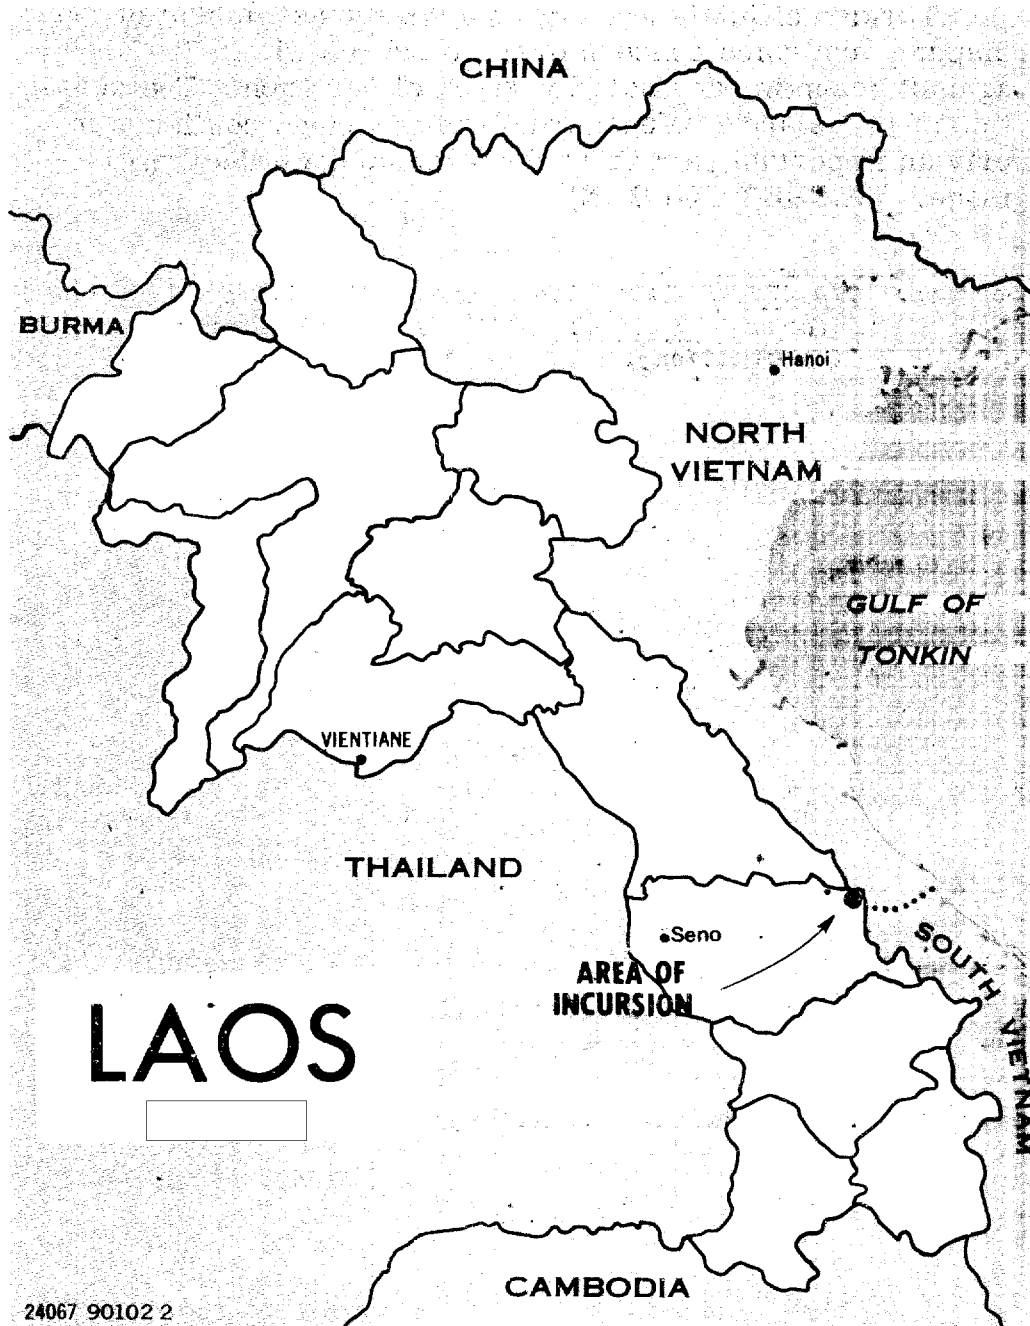 CHINA
BURMA
Hanoi
NORTH
VIETNAM
GULF OF
TONKIN
VIENTIANE
THAILAND
Seno
SOUTH VIETNAM
AREA OF
INCURSION
LAOS
CAMBODIA
24067 90102 2